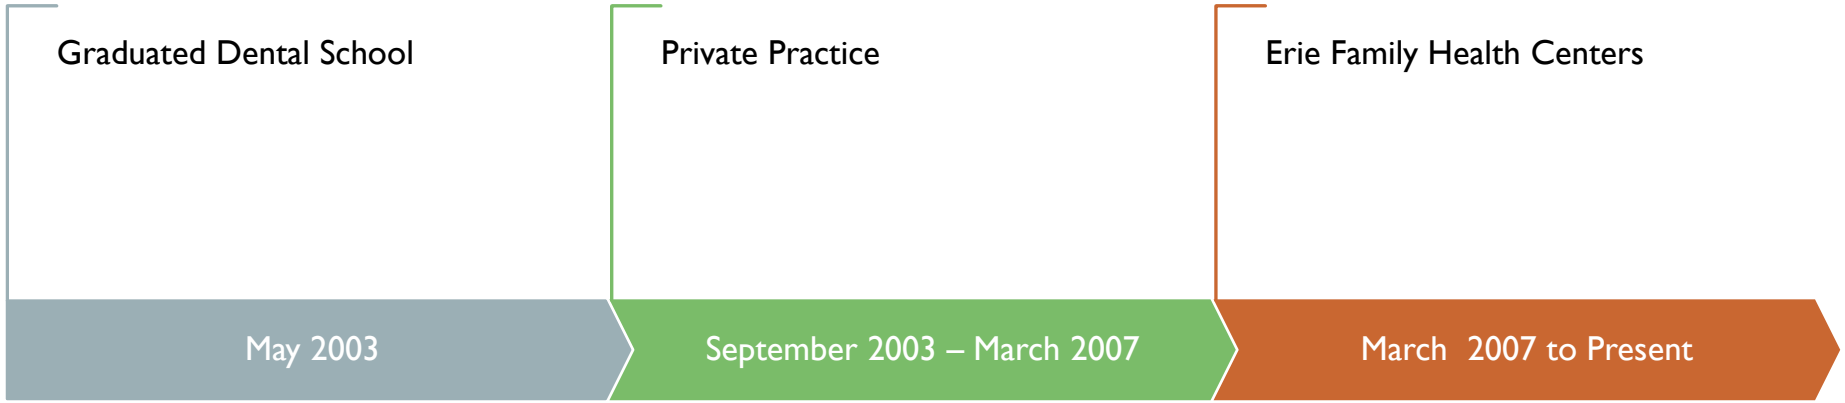 Graduated Dental School
Private Practice
Erie Family Health Centers
May 2003
September 2003 – March 2007
March  2007 to Present